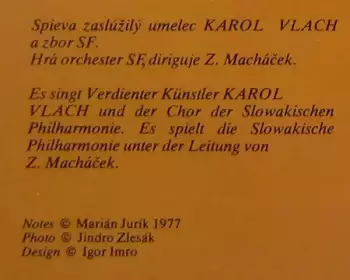 Spieva zaslúžilý umelec KAROL VLACH
a zbor SF.
Hrá orchester SF, diriguje Z. Macháček.
Es singt Verdienter Künstler KAROL
VLACH und der Chor der Slowakischen
Philharmonie. Es spielt die Slowakische
Philharmonie unter der Leitung von
Z. Macháček.
Notes © Marián Jurík 1977
Photo © Jindro Zlesák
Design © Igor Imro